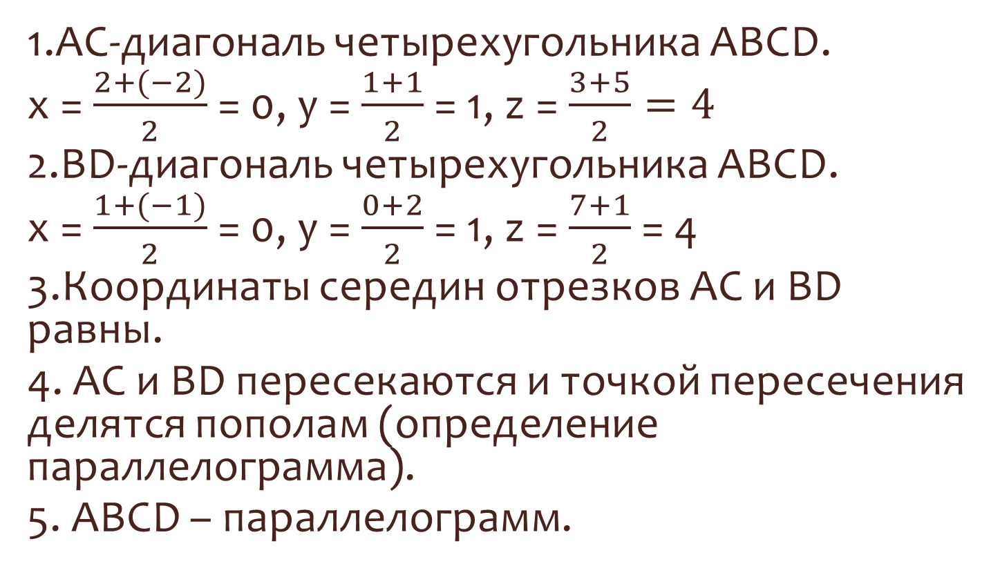 1.АС-диагональ четырехугольника ABCD.
x = \frac{2+(−2)}{2} = 0, y = \frac{1+1}{2} = 1, z = \frac{3+5}{2} = 4
2.BD-диагональ четырехугольника ABCD.
x = \frac{1+(−1)}{2} = 0, y = \frac{0+2}{2} = 1, z = \frac{7+1}{2} = 4
3.Координаты середин отрезков АС и BD
равны.
4. АС и BD пересекаются и точкой пересечения
делятся пополам (определение
параллелограмма).
5. ABCD – параллелограмм.